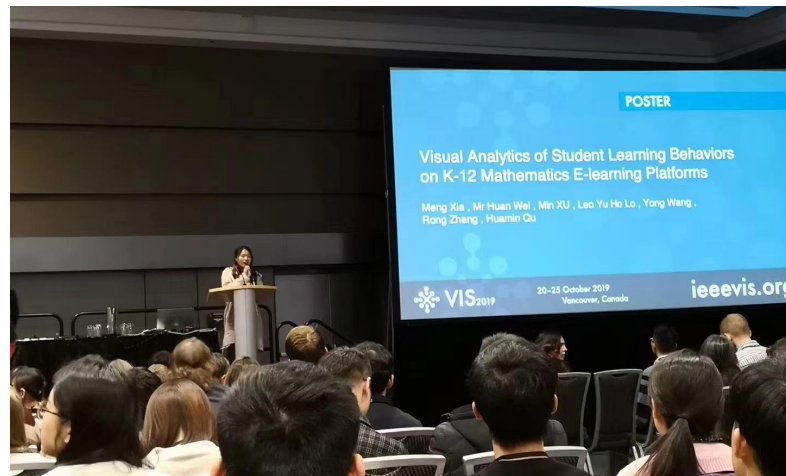 POSTER
Visual Analytics of Student Learning Behaviors
on K-12 Mathematics E-learning Platforms
Meng Xia , Mr Huan Wei , Min XU , Leo Yu Ho Lo , Yong Wang ,
Rong Zhang , Huamin Qu
VIS2019
20–25 October 2019
Vancouver, Canada
ieeevis.org